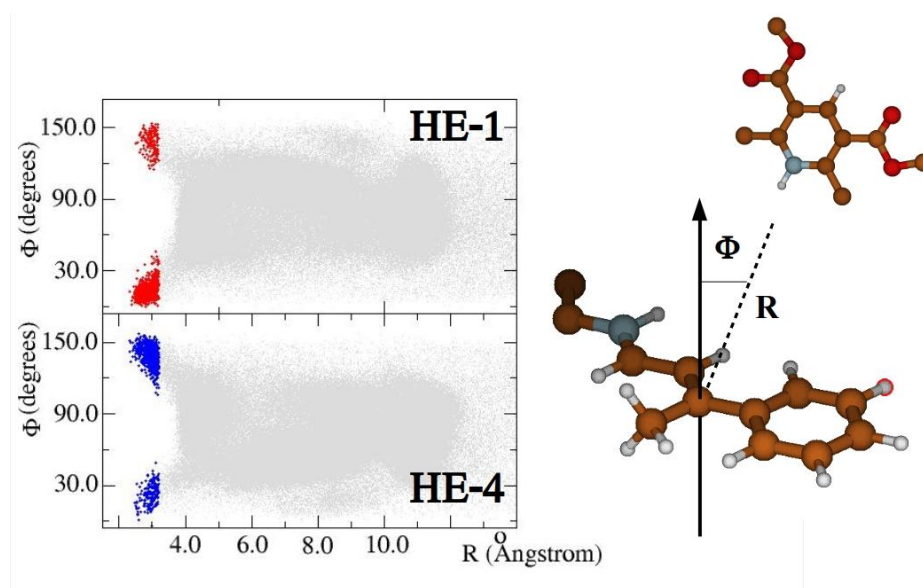 HE-1
150.0
90.0
30.0
Φ (degrees)
HE-4
150.0
90.0
30.0
Φ (degrees)
4.0 6.0 8.0 10.0
R (Angstrom)
Φ
R